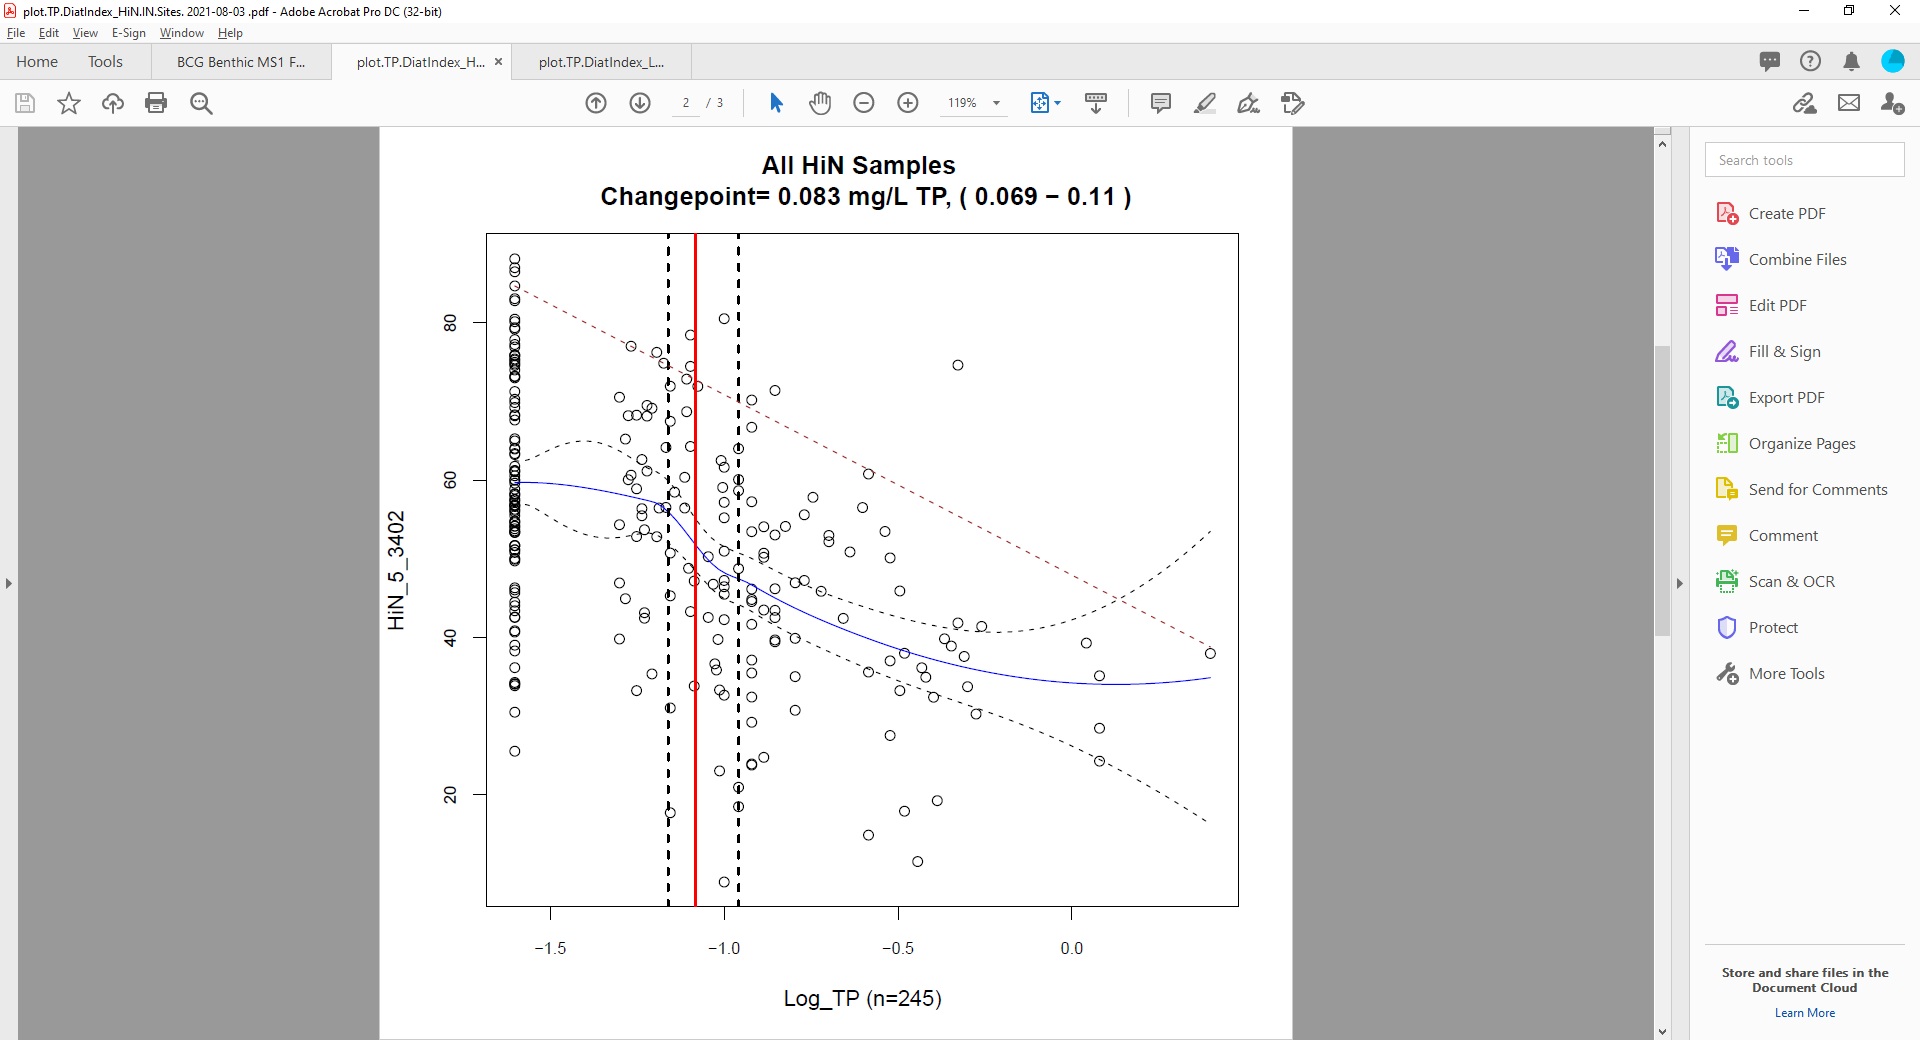 plot.TP.DiatIndex_HiN.IN.Sites. 2021-08-03 .pdf - Adobe Acrobat Pro DC (32-bit)
File Edit View E-Sign Window Help
Home Tools BCG Benthic MS1 F... plot.TP.DiatIndex_H... × plot.TP.DiatIndex_L...
2 / 3 119%
All HiN Samples
Changepoint= 0.083 mg/L TP, ( 0.069 − 0.11 )
80
60
40
20
HiN_5_3402
−1.5 −1.0 −0.5 0.0
Log_TP (n=245)
Search tools
Create PDF
Combine Files
Edit PDF
Fill & Sign
Export PDF
Organize Pages
Send for Comments
Comment
Scan & OCR
Protect
More Tools
Store and share files in the
Document Cloud
Learn More